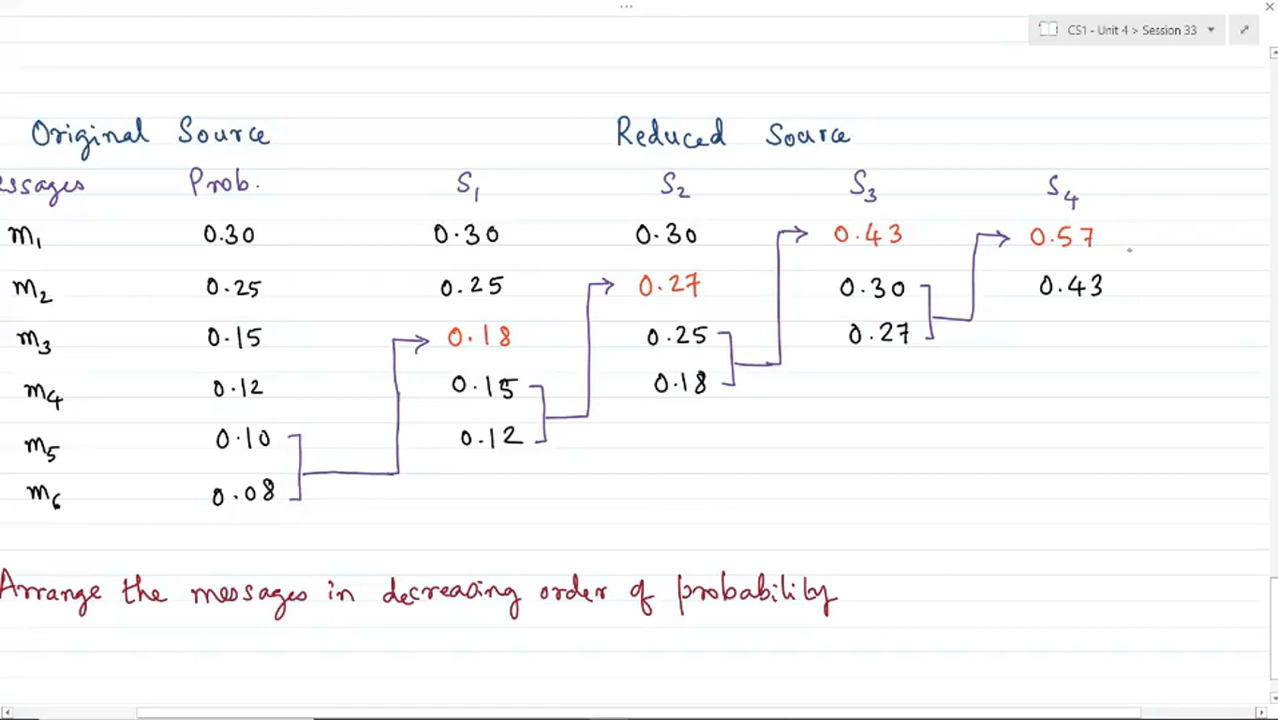 CS1 - Unit 4 > Session 33
Original Source Reduced Source
essages Prob. S1 S2 S3 S4
m1 0.30 0.30 0.30 0.43 0.57
m2 0.25 0.25 0.27 0.30 0.43
m3 0.15 0.18 0.25 0.27
m4 0.12 0.15 0.18
m5 0.10 0.12
m6 0.08
Arrange the messages in decreasing order of probability